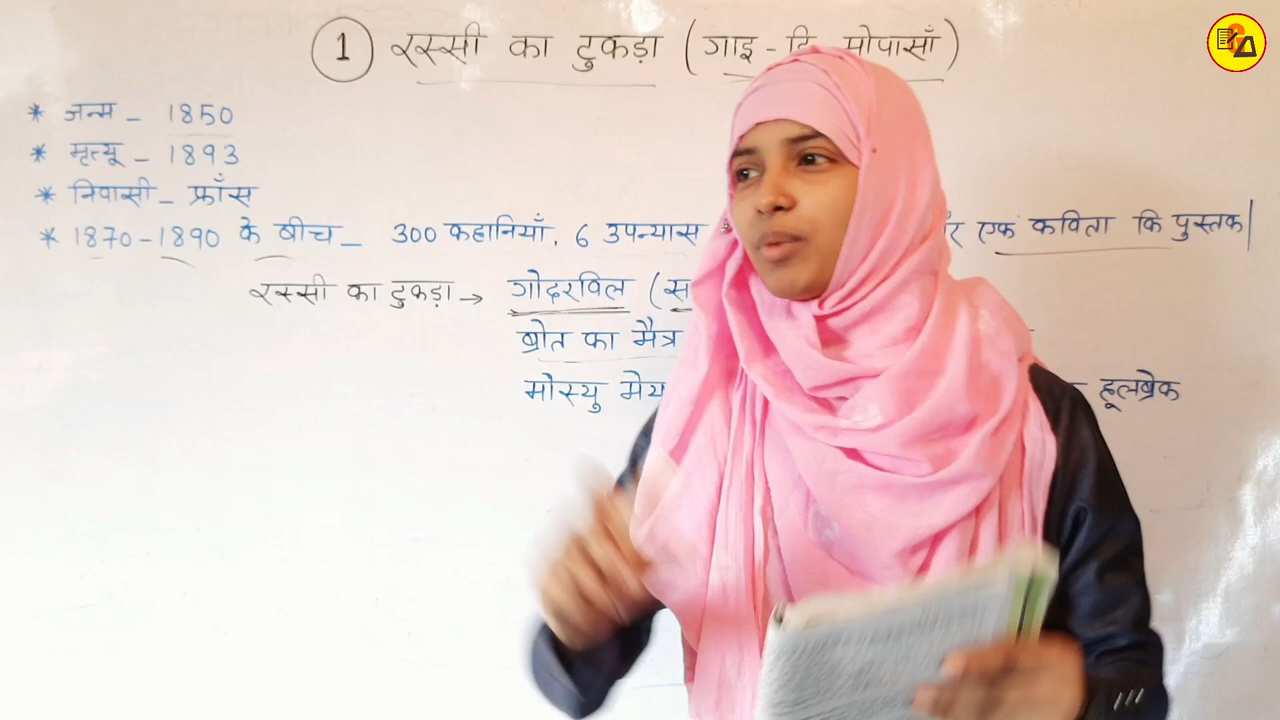 1 रस्सी का टुकड़ा (गाइ - दि मोपासाँ)
* जन्म - 1850
* मृत्यू - 1893
* निवासी - फ्राँस
* 1870-1890 के बीच - 300 कहानियाँ, 6 उपन्यास एक कविता कि पुस्तक|
रस्सी का टुकड़ा → गोदरविल (स
ब्रोत का मैत्र
मोस्यु मेय हूलब्रेक